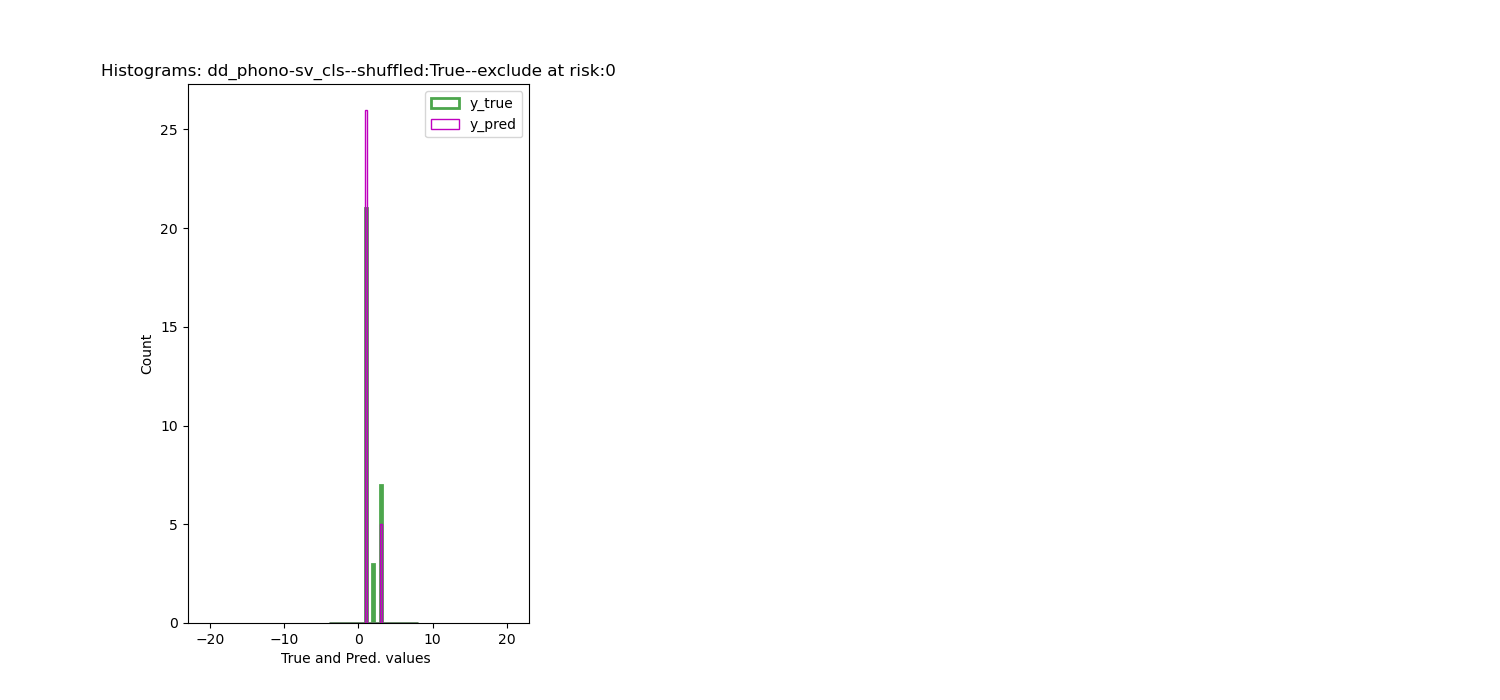 Histograms: dd_phono-sv_cls--shuffled:True--exclude at risk:0
y_true
y_pred
25
20
15
10
5
0
Count
−20
−10
0
10
20
True and Pred. values